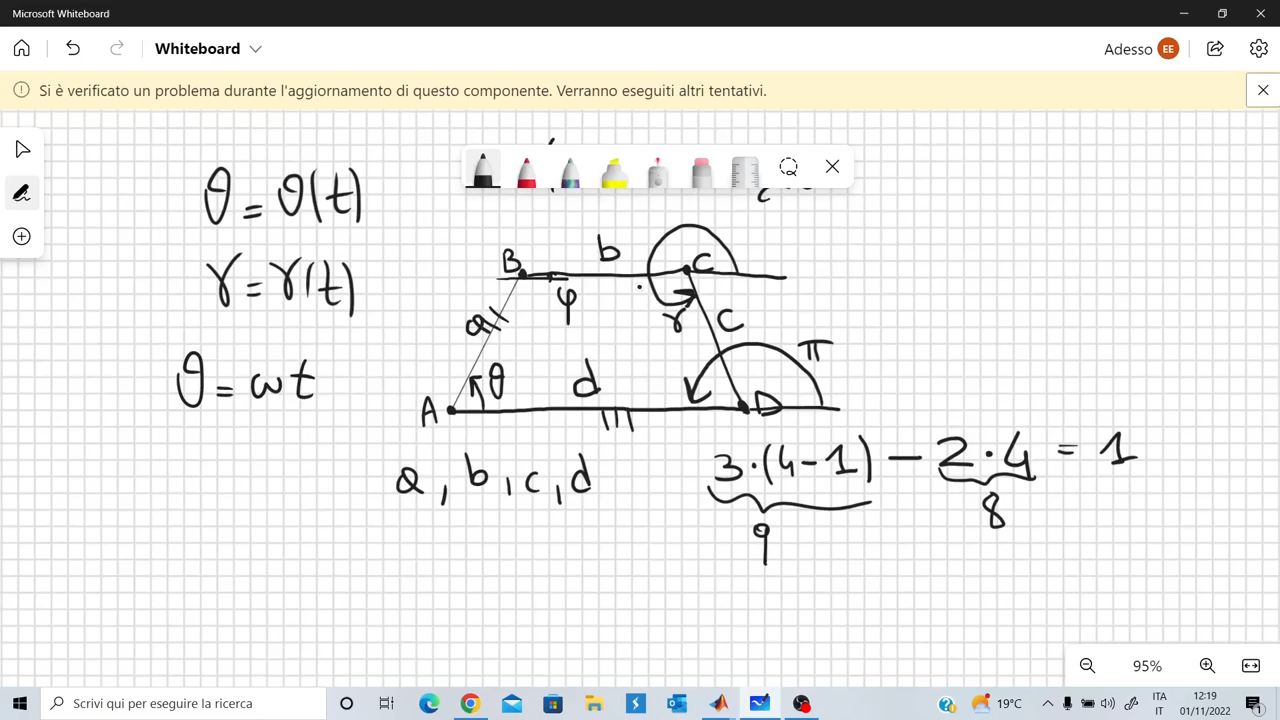 Microsoft Whiteboard
Whiteboard
Adesso EE
Si è verificato un problema durante l'aggiornamento di questo componente. Verranno eseguiti altri tentativi.
ϑ = ϑ(t)
γ = γ(t)
ϑ = ωt
B b C
φ
a γ c
θ d π
A D
a, b, c, d
3·(4-1) - 2·4 = 1
9 8
95%
Scrivi qui per eseguire la ricerca
19°C
ITA
IT
12:19
01/11/2022
1